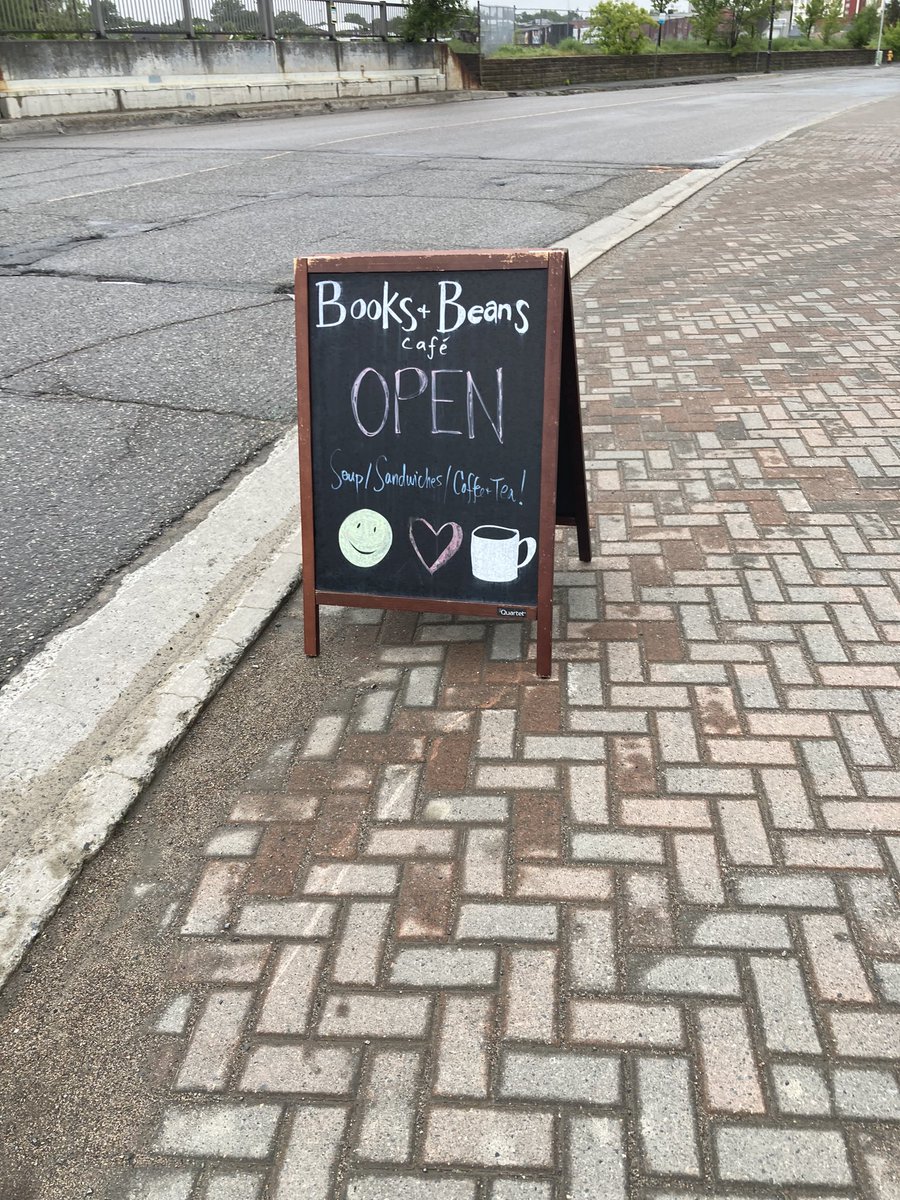 Books + Beans
Café
OPEN
Soup/Sandwiches/Coffee + Tea!
Quartet